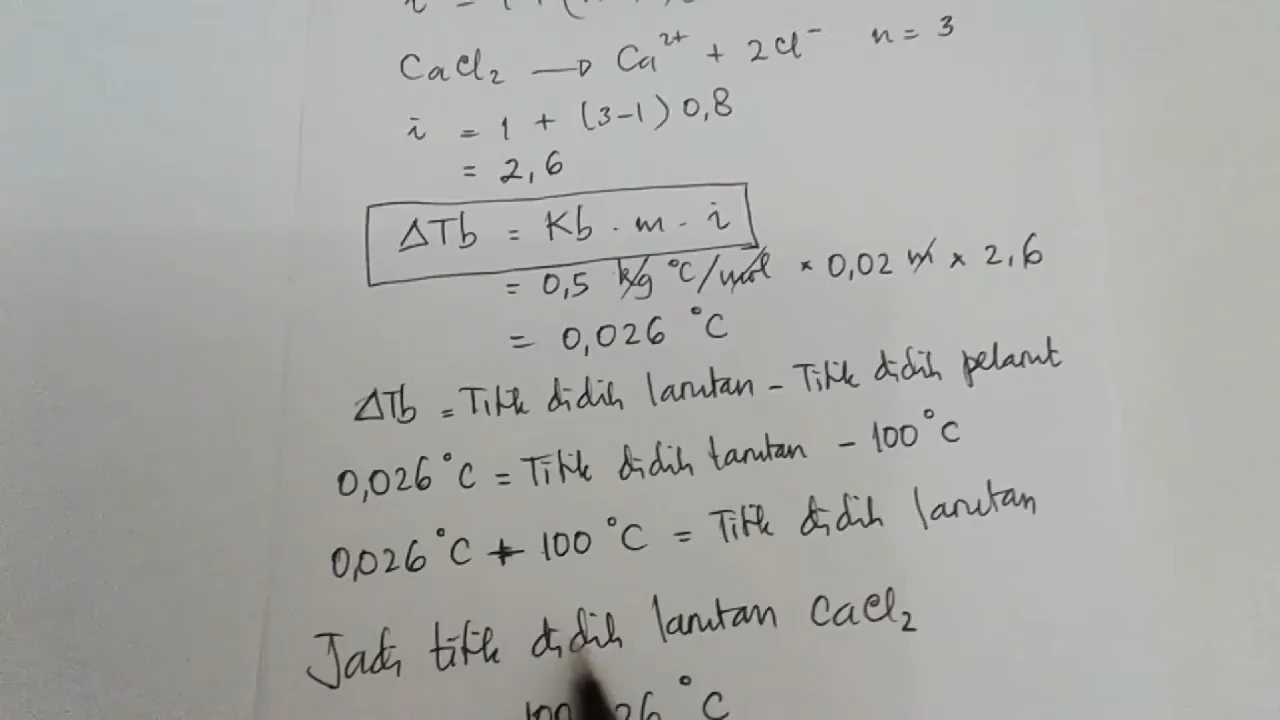 CaCl₂ → Ca²⁺ + 2Cl⁻ n = 3
i = 1 + (3-1) 0,8
= 2,6
ΔTb = Kb . m . i
= 0,5 kg °C/mol × 0,02 m × 2,6
= 0,026 °C
ΔTb = Titik didih larutan - Titik didih pelarut
0,026 °C = Titik didih larutan - 100 °C
0,026 °C + 100 °C = Titik didih larutan
Jadi titik didih larutan CaCl₂
°C